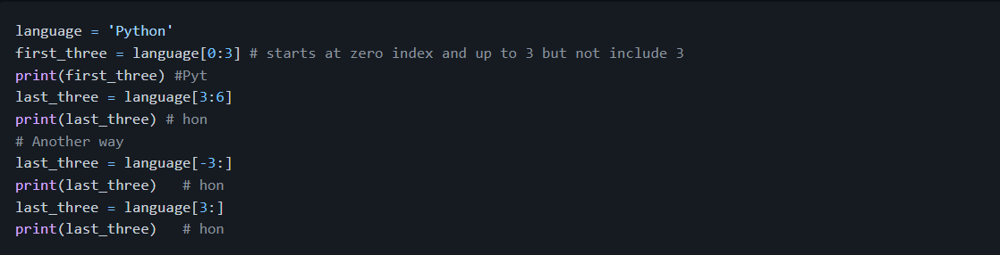 language = 'Python'
first_three = language[0:3] # starts at zero index and up to 3 but not include 3
print(first_three) #Pyt
last_three = language[3:6]
print(last_three) # hon
# Another way
last_three = language[-3:]
print(last_three)   # hon
last_three = language[3:]
print(last_three)   # hon